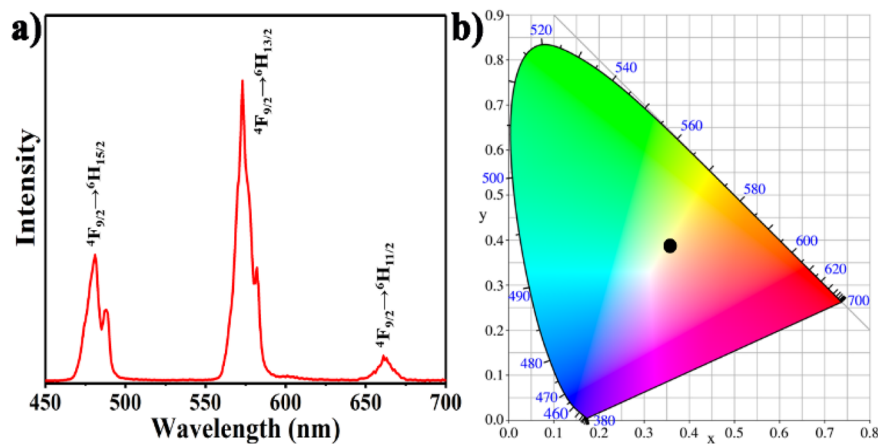 a)
Intensity
⁴F₉/₂→⁶H₁₅/₂
⁴F₉/₂→⁶H₁₃/₂
⁴F₉/₂→⁶H₁₁/₂
450 500 550 600 650 700
Wavelength (nm)
b)
0.9
0.8
0.7
0.6
0.5
y
0.4
0.3
0.2
0.1
0.0
0.0 0.1 0.2 0.3 0.4 0.5 0.6 0.7 0.8
x
520
540
560
580
600
620
700
500
490
480
470
460
380